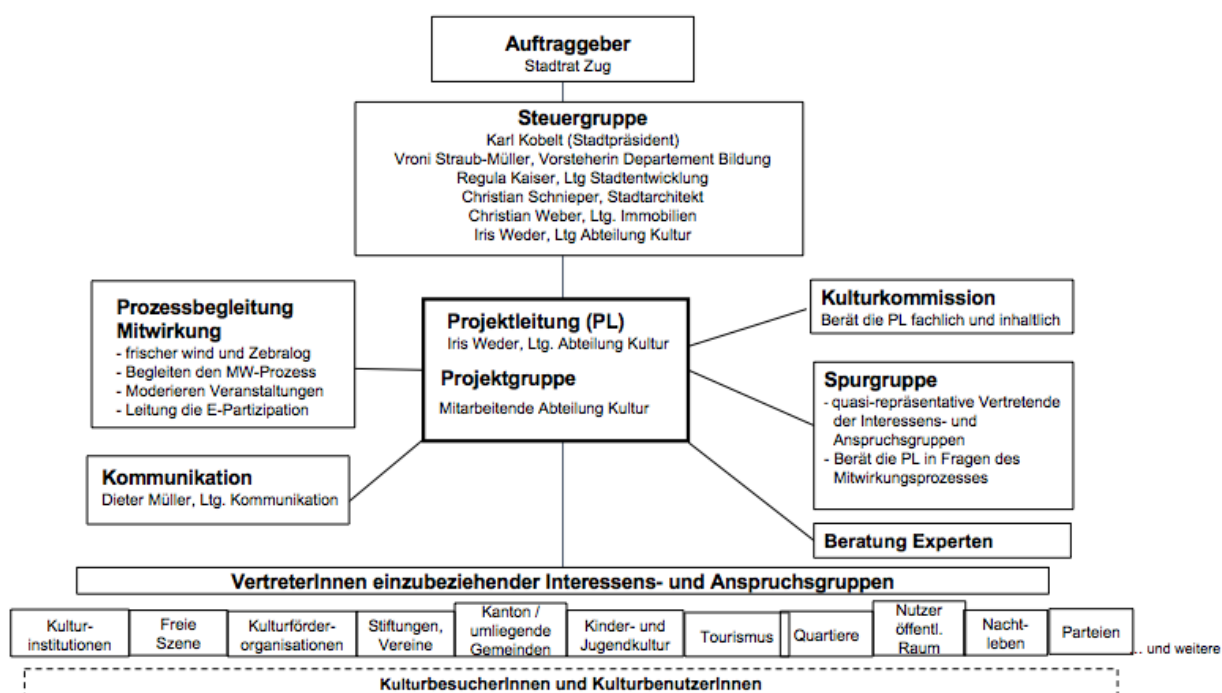 Auftraggeber
Stadtrat Zug
Steuergruppe
Karl Kobelt (Stadtpräsident)
Vroni Straub-Müller, Vorsteherin Departement Bildung
Regula Kaiser, Ltg Stadtentwicklung
Christian Schnieper, Stadtarchitekt
Christian Weber, Ltg. Immobilien
Iris Weder, Ltg Abteilung Kultur
Prozessbegleitung
Mitwirkung
- frischer wind und Zebralog
- Begleiten den MW-Prozess
- Moderieren Veranstaltungen
- Leitung die E-Partizipation
Kommunikation
Dieter Müller, Ltg. Kommunikation
Projektleitung (PL)
Iris Weder, Ltg. Abteilung Kultur
Projektgruppe
Mitarbeitende Abteilung Kultur
Kulturkommission
Berät die PL fachlich und inhaltlich
Spurgruppe
- quasi-repräsentative Vertretende
der Interessens- und
Anspruchsgruppen
- Berät die PL in Fragen des
Mitwirkungsprozesses
Beratung Experten
VertreterInnen einzubeziehender Interessens- und Anspruchsgruppen
Kultur-
institutionen
Freie
Szene
Kulturförder-
organisationen
Stiftungen,
Vereine
Kanton /
umliegende
Gemeinden
Kinder- und
Jugendkultur
Tourismus
Quartiere
Nutzer
öffentl.
Raum
Nacht-
leben
Parteien
... und weitere
KulturbesucherInnen und KulturbenutzerInnen